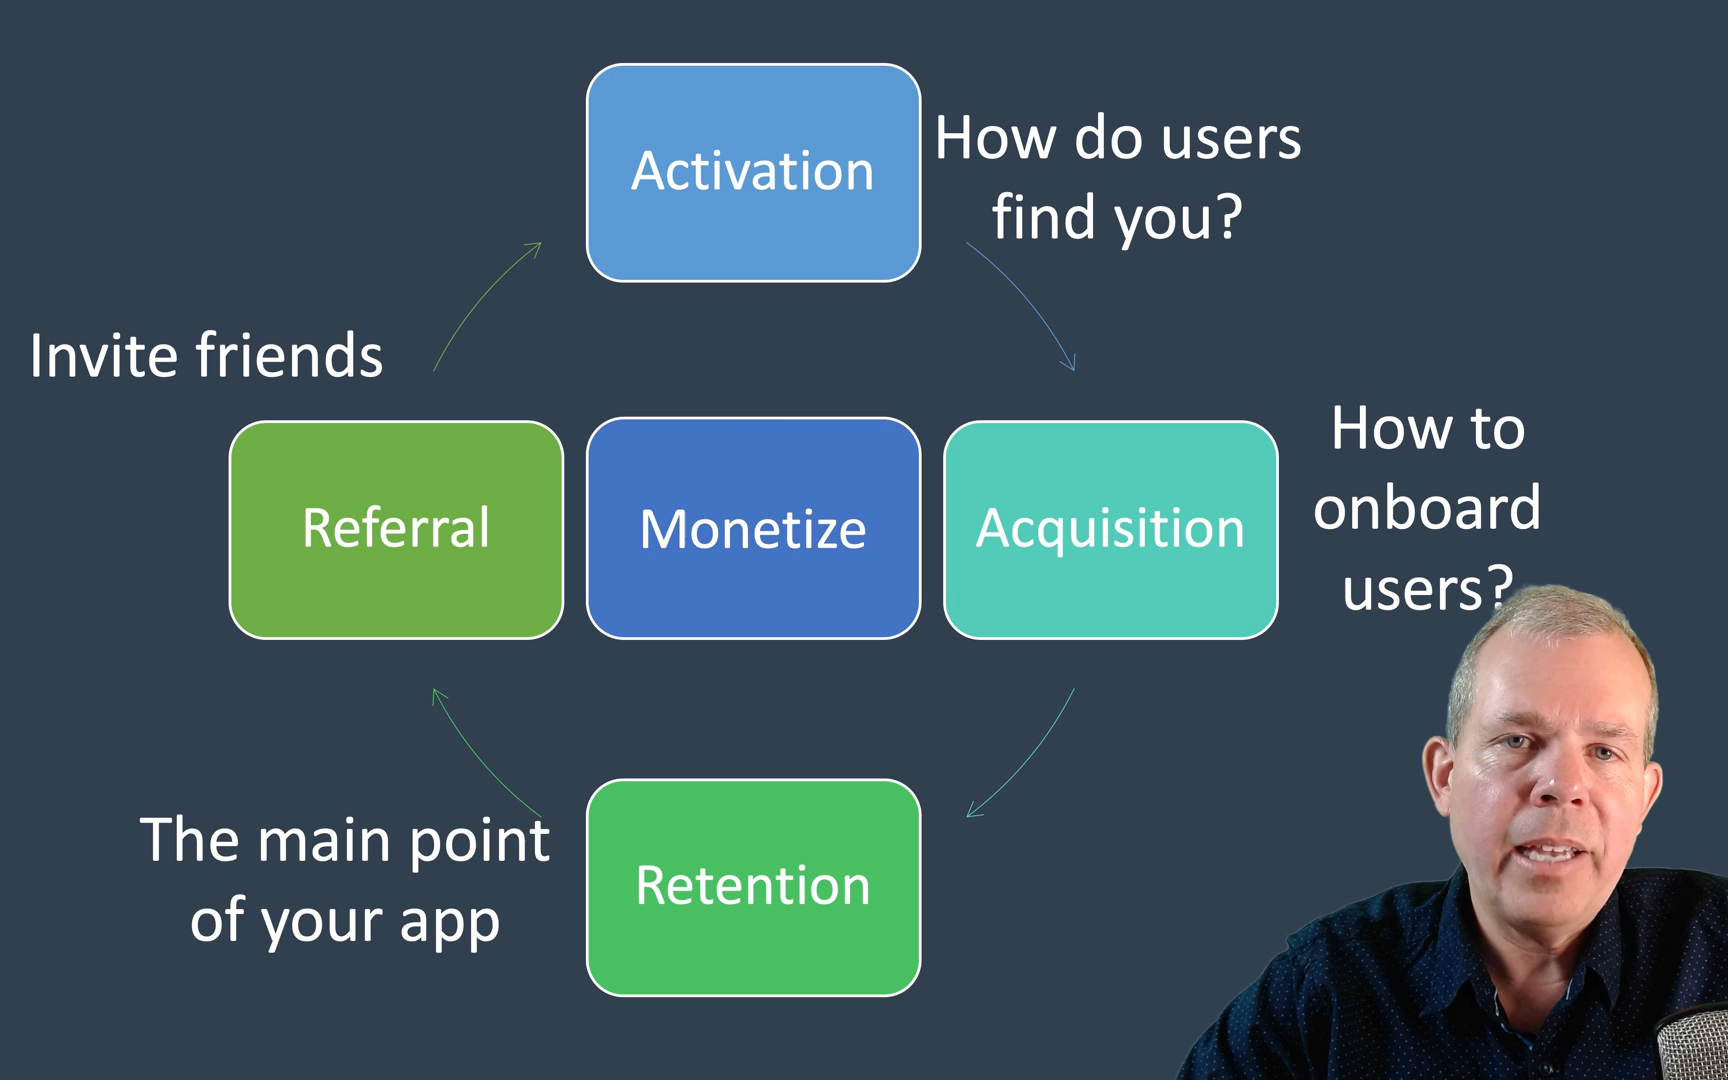 Activation
How do users
find you?
Invite friends
Referral
Monetize
Acquisition
How to
onboard
users?
The main point
of your app
Retention